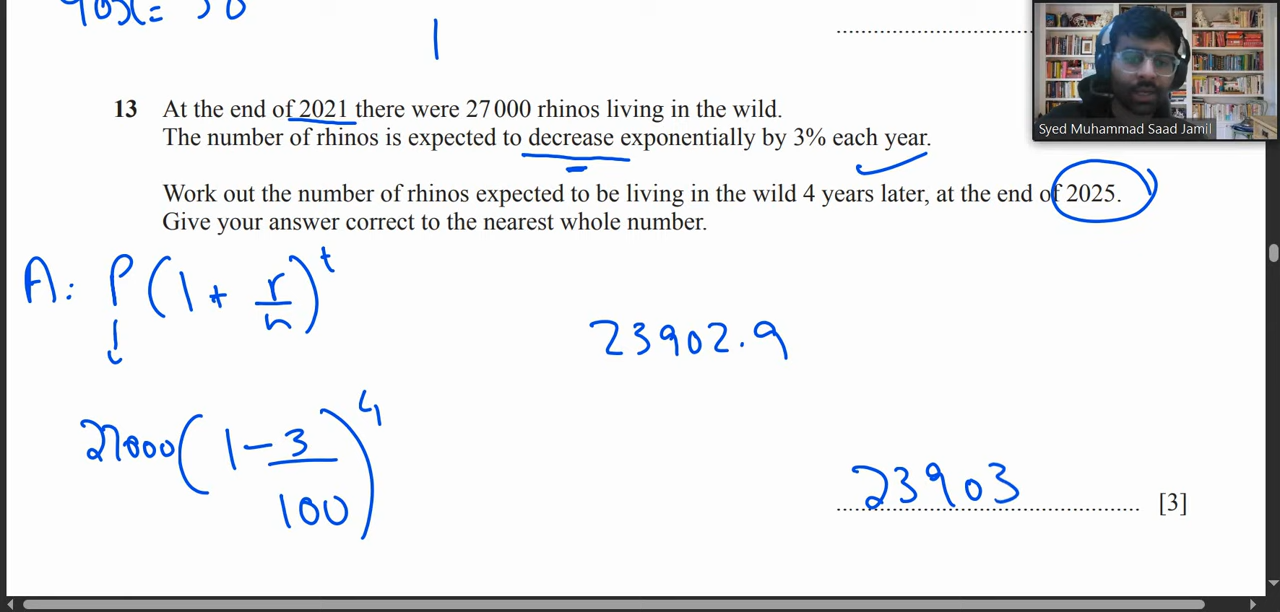 40x = 30
1
Syed Muhammad Saad Jamil
13 At the end of 2021 there were 27 000 rhinos living in the wild.
The number of rhinos is expected to decrease exponentially by 3% each year.
Work out the number of rhinos expected to be living in the wild 4 years later, at the end of 2025.
Give your answer correct to the nearest whole number.
A: P(1 + r/n)^t
23902.9
27000(1 - 3/100)^4
23903 [3]